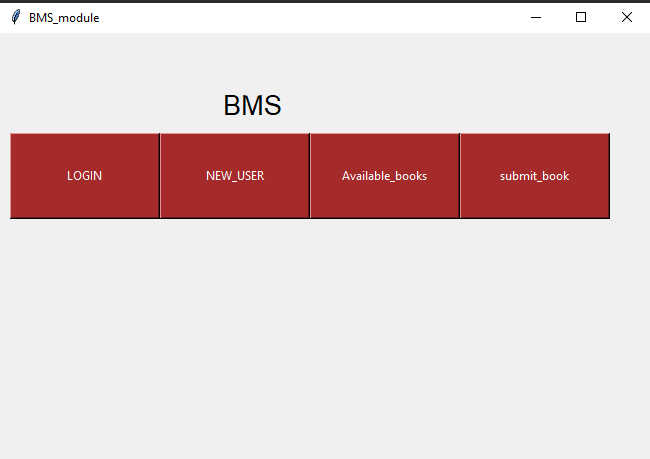 BMS_module
BMS
LOGIN NEW_USER Available_books submit_book